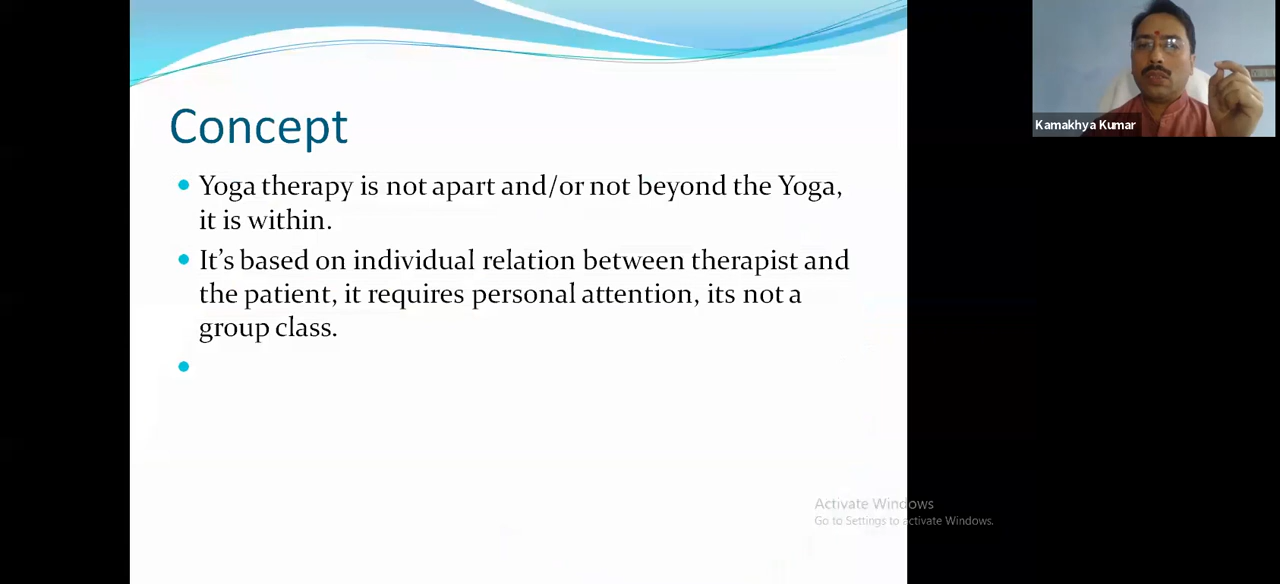 Concept
Yoga therapy is not apart and/or not beyond the Yoga,
it is within.
It’s based on individual relation between therapist and
the patient, it requires personal attention, its not a
group class.
Kamakhya Kumar
Activate Windows
Go to Settings to activate Windows.